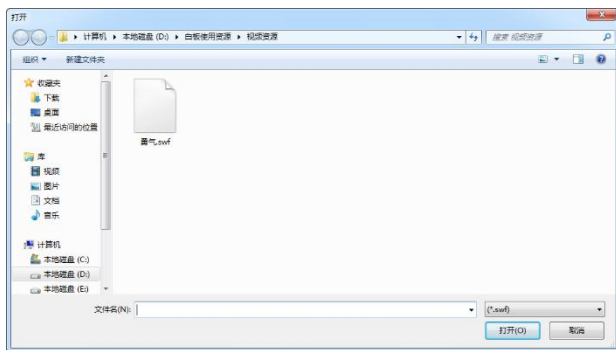 打开
计算机 ▸ 本地磁盘 (D:) ▸ 白板使用资源 ▸ 视频资源
搜索 视频资源
组织 新建文件夹
收藏夹
下载
桌面
最近访问的位置
库
视频
图片
文档
音乐
计算机
本地磁盘 (C:)
本地磁盘 (D:)
本地磁盘 (E:)
勇气.swf
文件名(N):
(*.swf)
打开(O)
取消